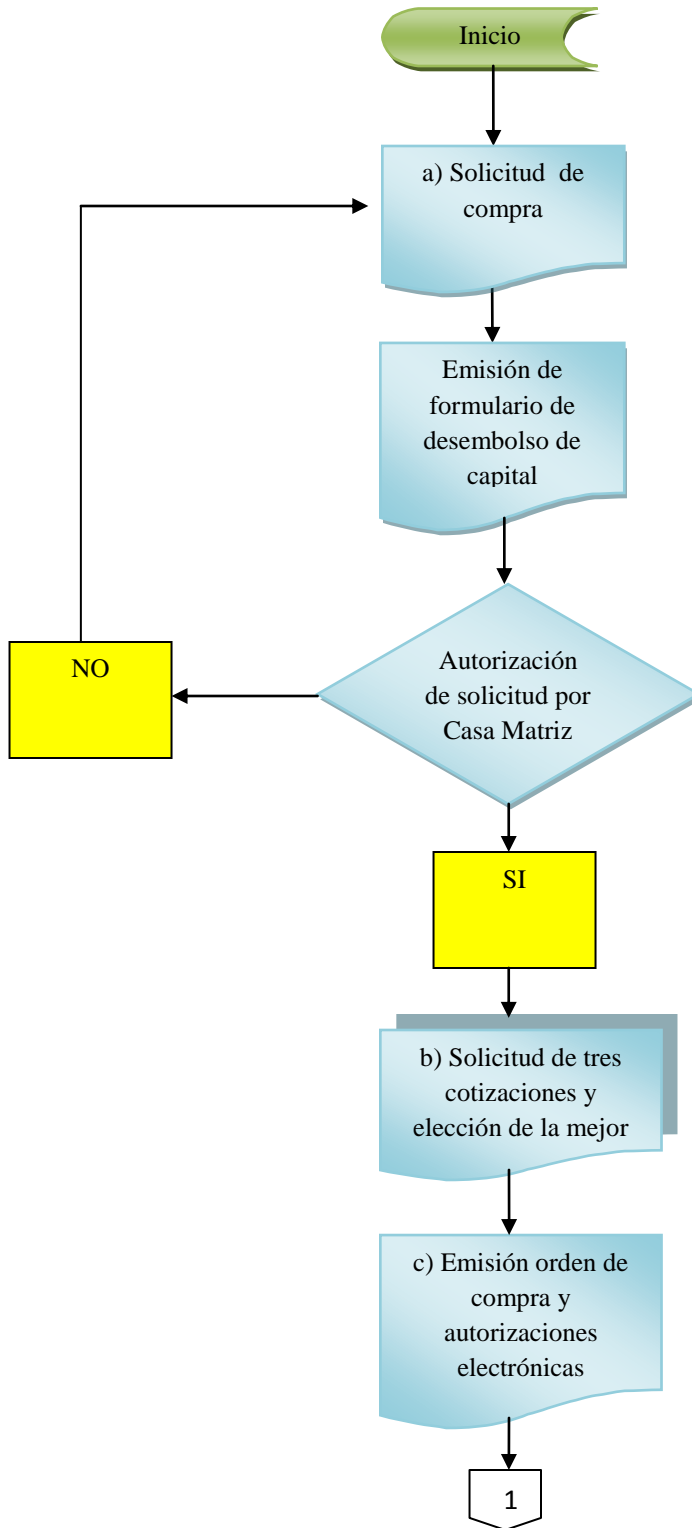 Inicio
a) Solicitud de
compra
Emisión de
formulario de
desembolso de
capital
Autorización
de solicitud por
Casa Matriz
NO
SI
b) Solicitud de tres
cotizaciones y
elección de la mejor
c) Emisión orden de
compra y
autorizaciones
electrónicas
1